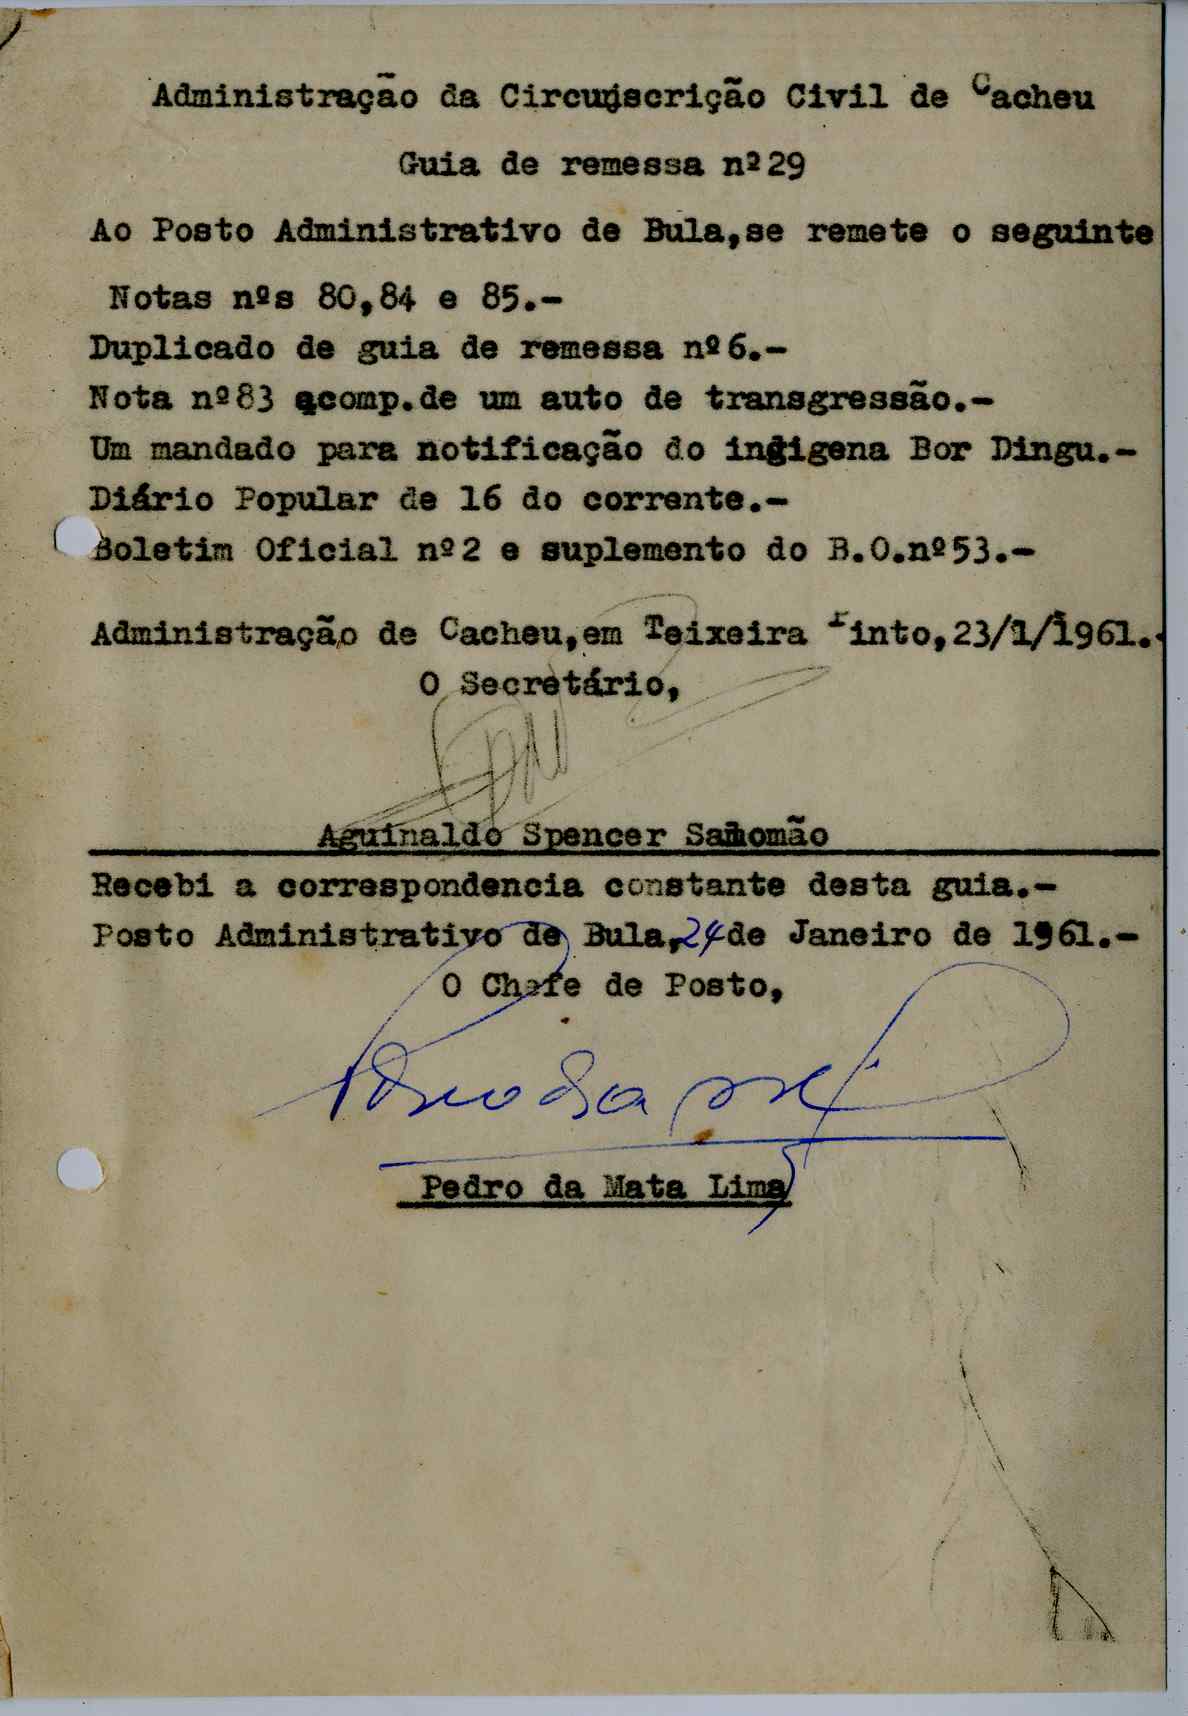 Administração da Circunscrição Civil de Cacheu
Guia de remessa nº29
Ao Posto Administrativo de Bula,se remete o seguinte
Notas nºs 80,84 e 85.-
Duplicado de guia de remessa nº6.-
Nota nº83 acomp.de um auto de transgressão.-
Um mandado para notificação do indigena Bor Dingu.-
Diário Popular de 16 do corrente.-
Boletim Oficial nº2 e suplemento do B.O.nº53.-
Administração de Cacheu,em Teixeira Pinto,23/1/1961.-
O Secretário,
Aguinaldo Spencer Salomão
Recebi a correspondencia constante desta guia.-
Posto Administrativo de Bula,24 de Janeiro de 1961.-
O Chefe de Posto,
Pedro da Mata Lima